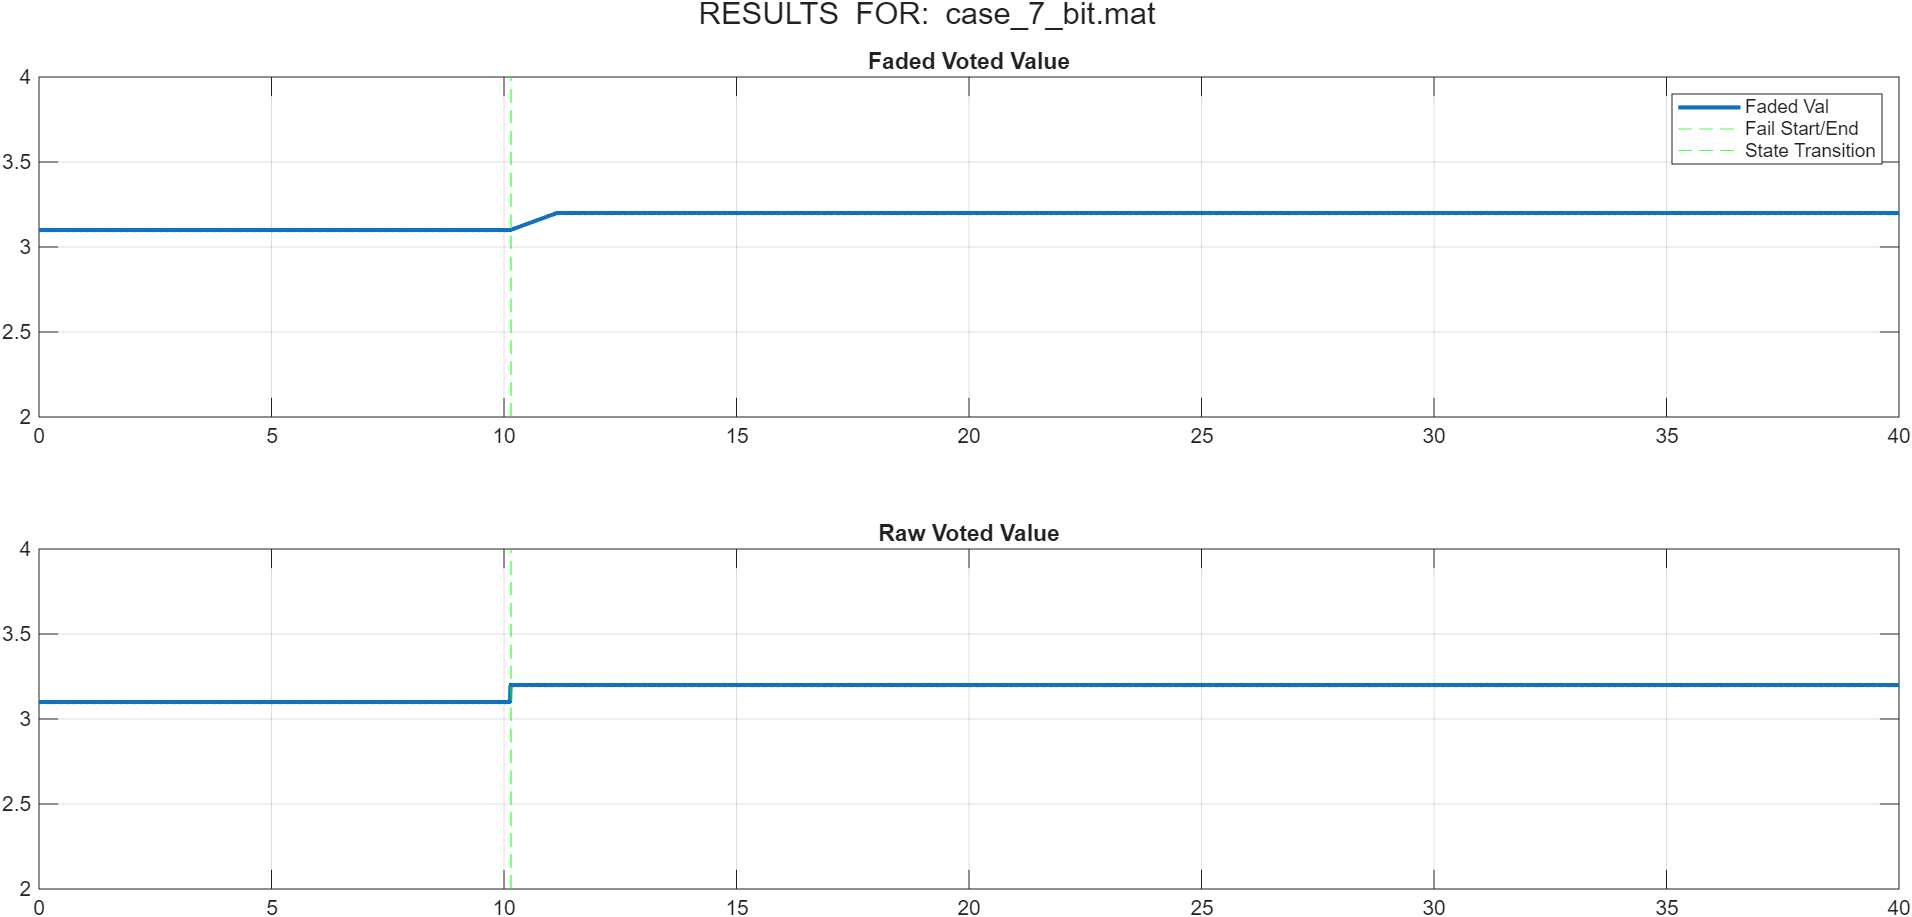 RESULTS FOR: case_7_bit.mat
Faded Voted Value
4
3.5
3
2.5
2
0 5 10 15 20 25 30 35 40
Faded Val
Fail Start/End
State Transition
Raw Voted Value
4
3.5
3
2.5
2
0 5 10 15 20 25 30 35 40